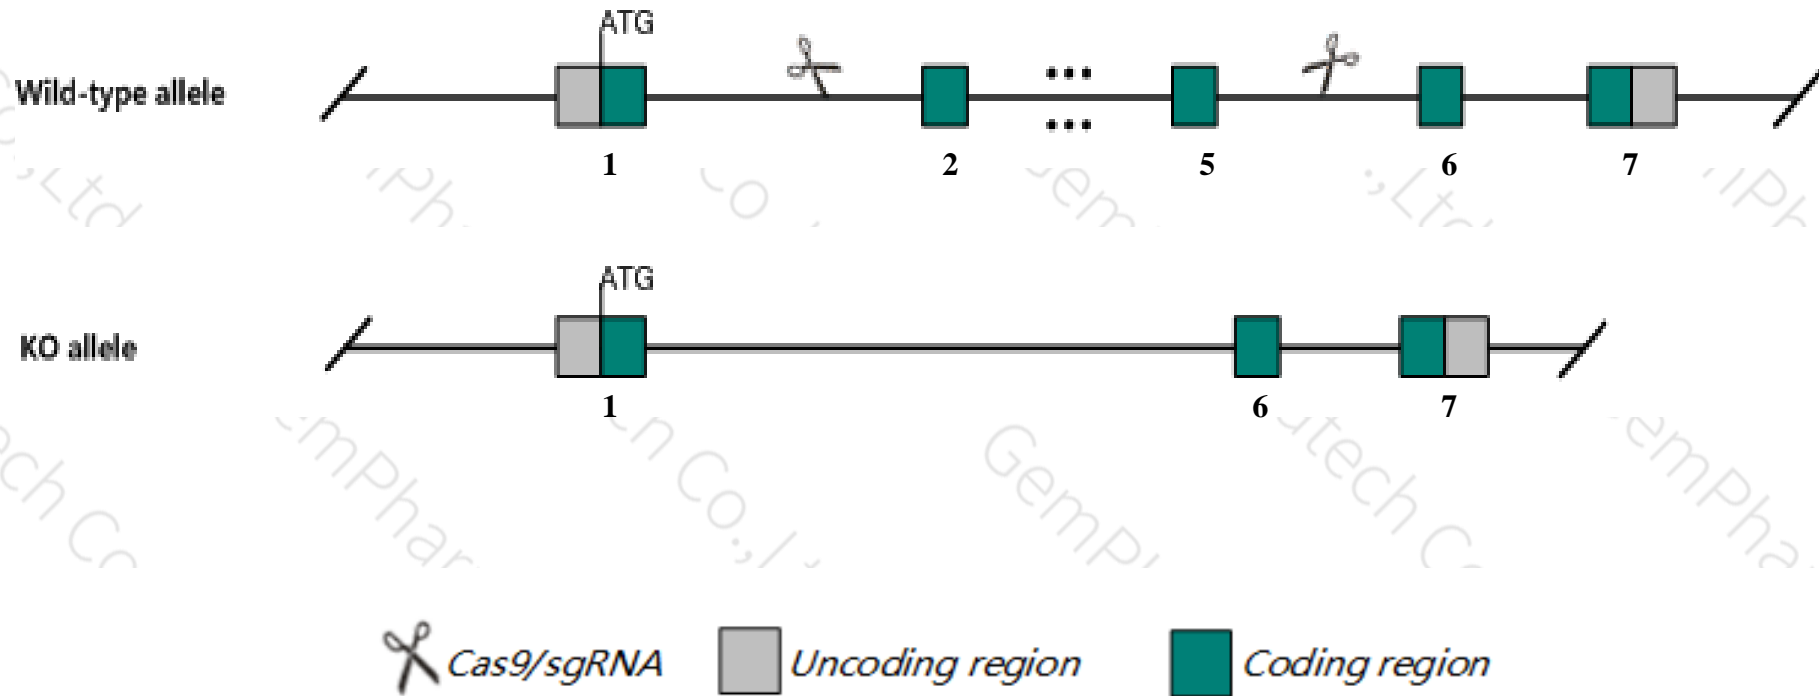 ATG
Wild-type allele
1 2 5 6 7
ATG
KO allele
1 6 7
Cas9/sgRNA Uncoding region Coding region